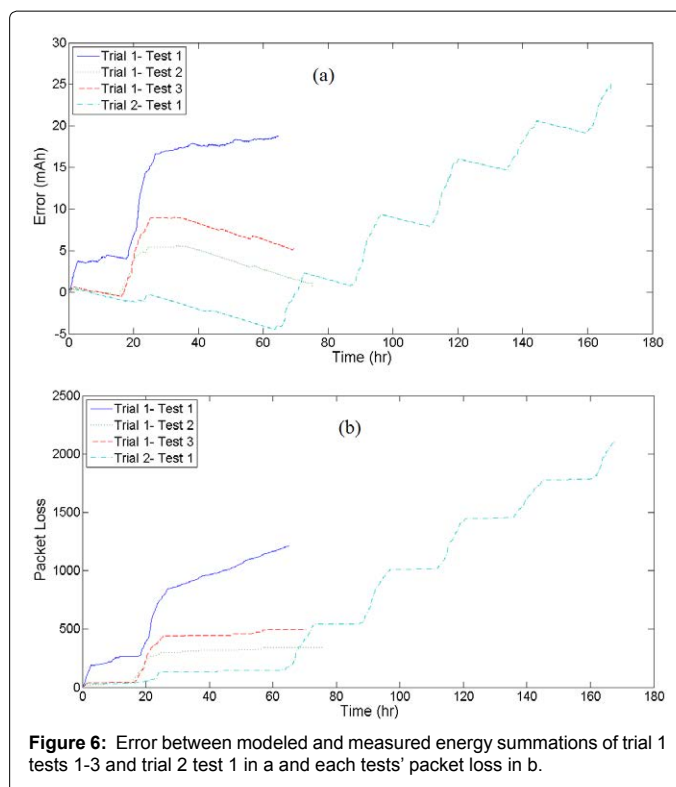 30
25
20
15
10
5
0
-5
Error (mAh)
Trial 1- Test 1
Trial 1- Test 2
Trial 1- Test 3
Trial 2- Test 1
(a)
0 20 40 60 80 100 120 140 160 180
Time (hr)
2500
2000
1500
1000
500
0
Packet Loss
Trial 1- Test 1
Trial 1- Test 2
Trial 1- Test 3
Trial 2- Test 1
(b)
0 20 40 60 80 100 120 140 160 180
Time (hr)
Figure 6: Error between modeled and measured energy summations of trial 1
tests 1-3 and trial 2 test 1 in a and each tests' packet loss in b.